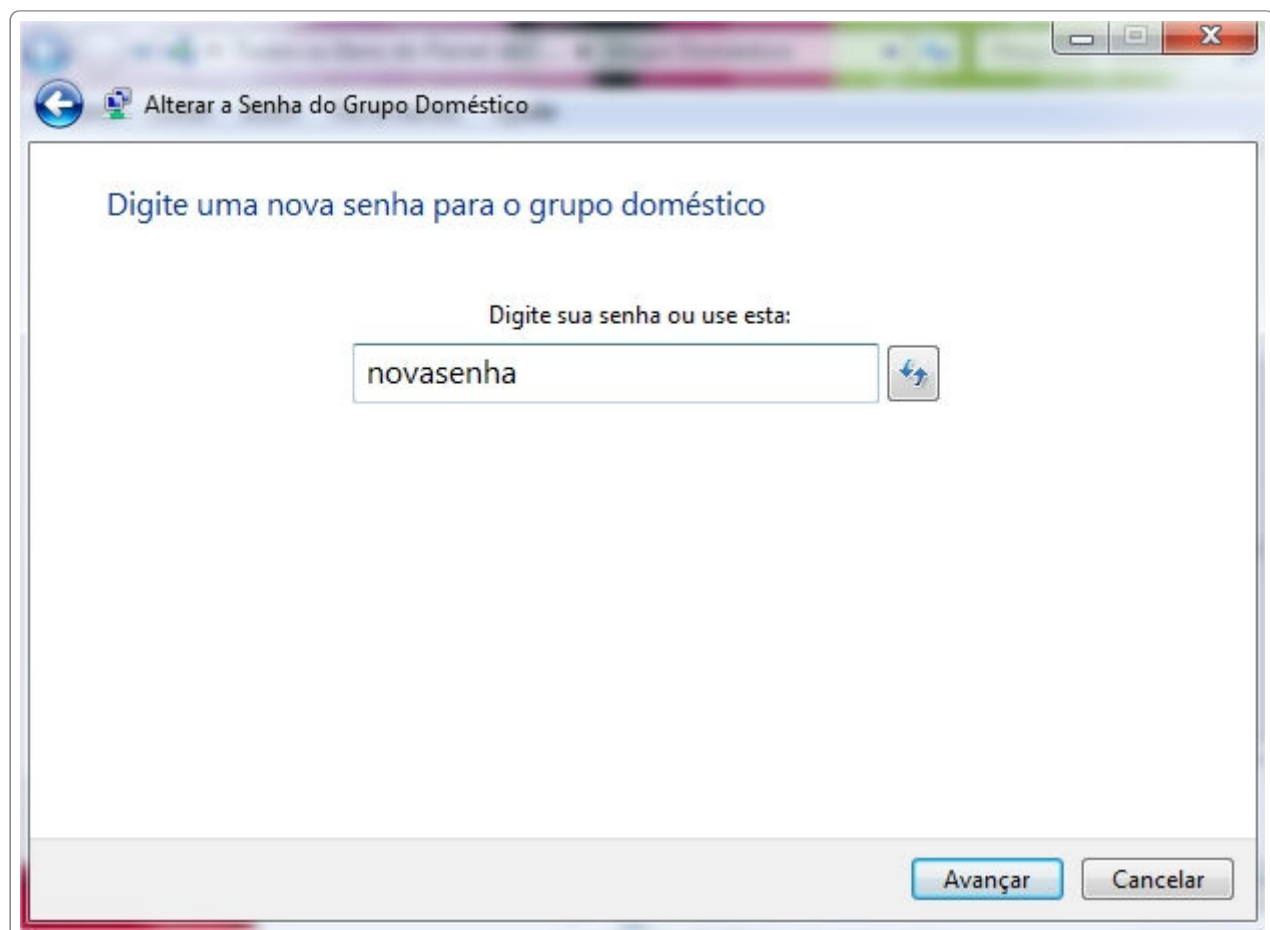 Alterar a Senha do Grupo Doméstico
Digite uma nova senha para o grupo doméstico
Digite sua senha ou use esta:
novasenha
Avançar
Cancelar